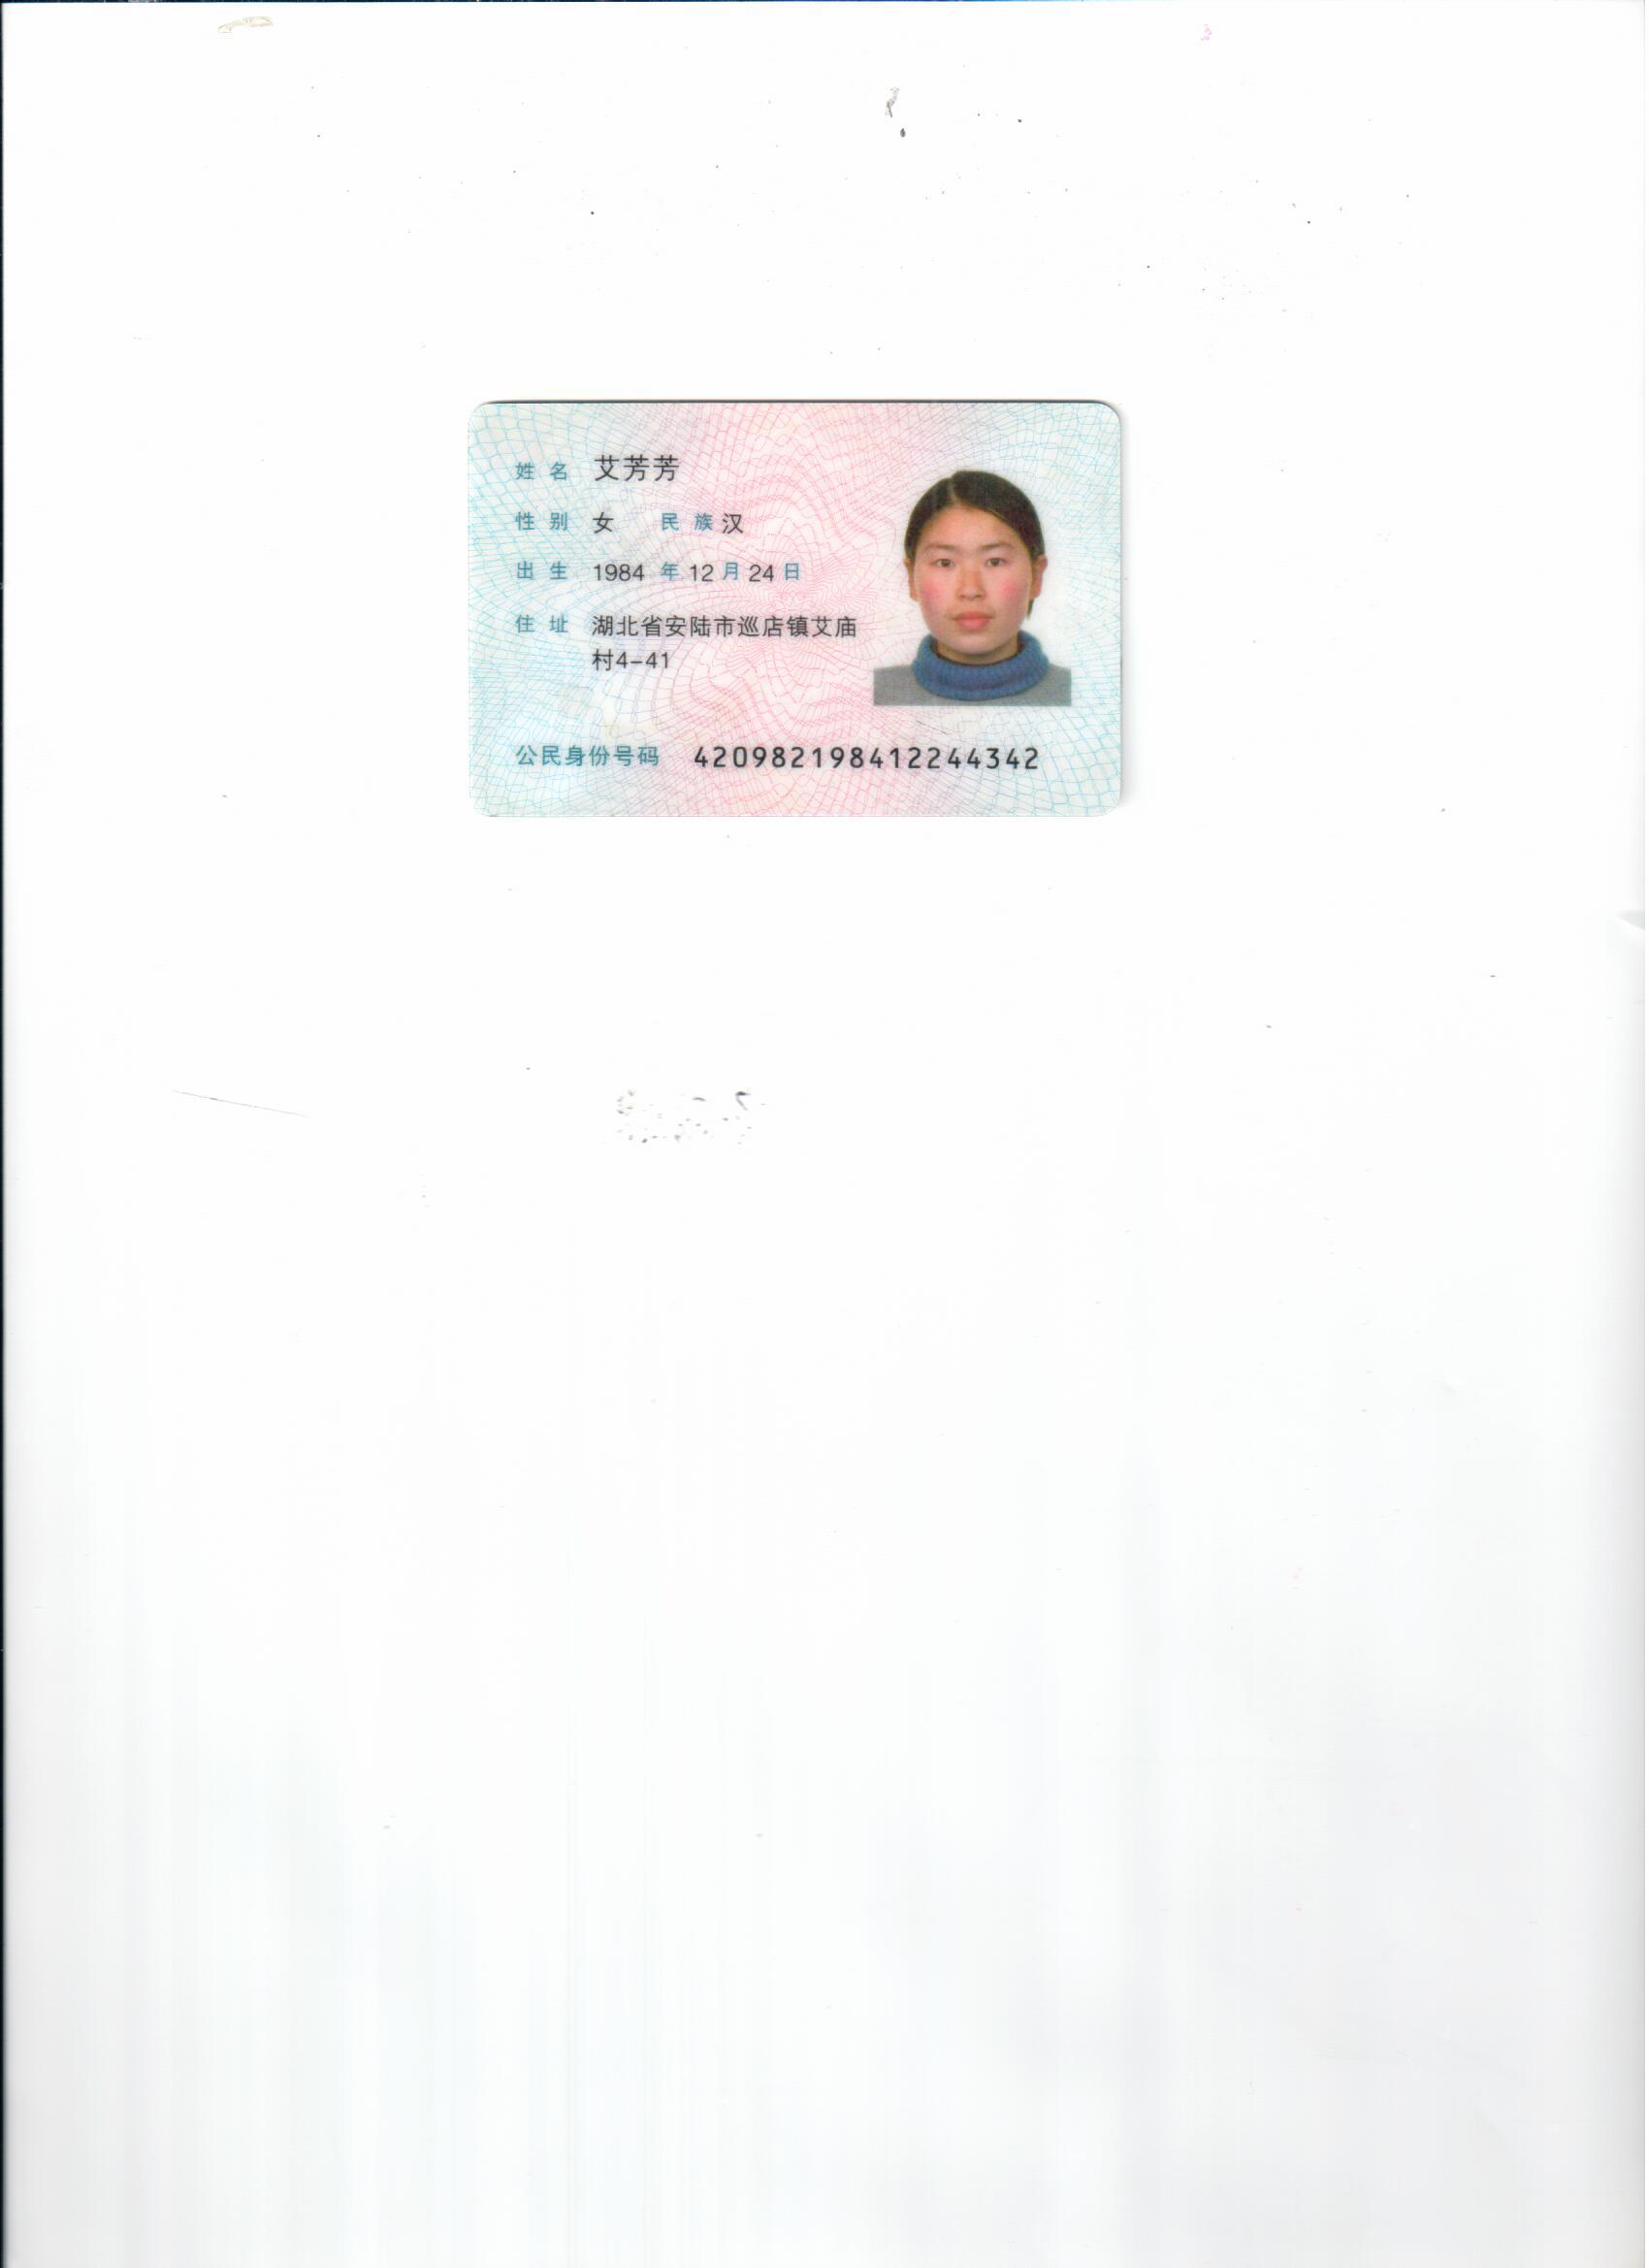 姓名 艾芳芳
性别 女 民族 汉
出生 1984 年 12 月 24 日
住址 湖北省安陆市巡店镇艾庙
村4-41
公民身份号码 420982198412244342